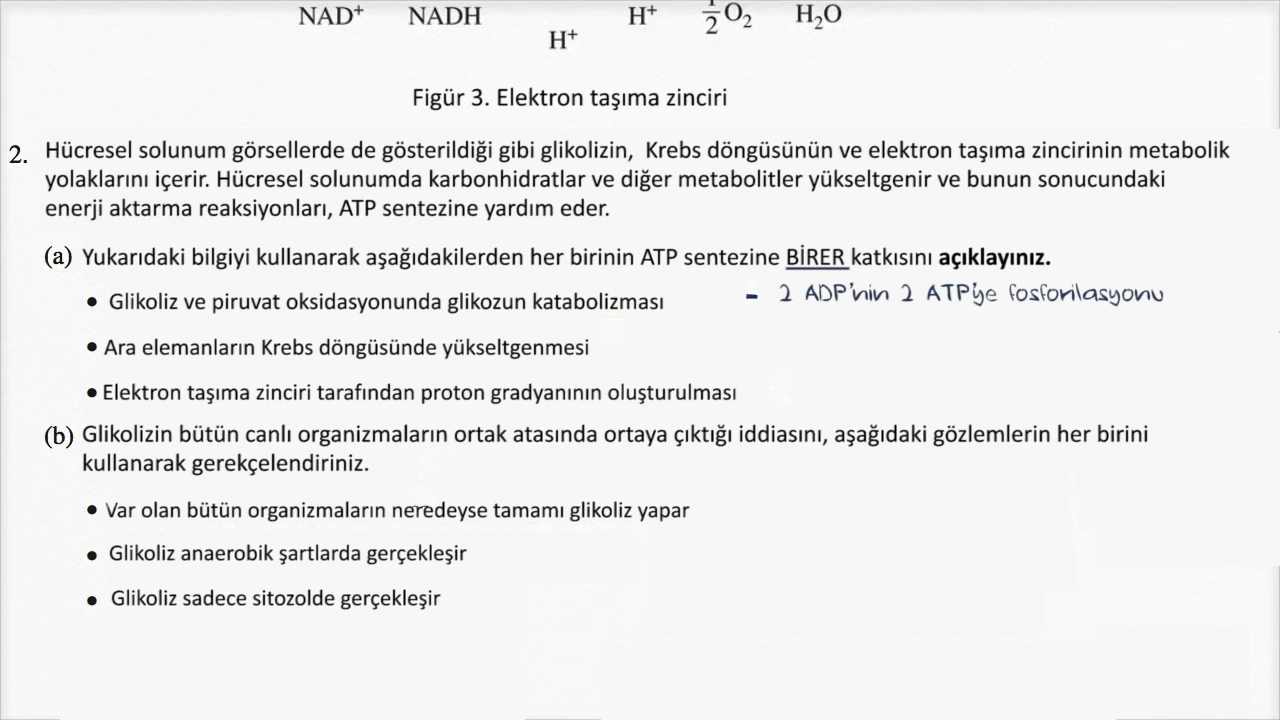 NAD⁺ NADH H⁺ ½O₂ H₂O
H⁺
Figür 3. Elektron taşıma zinciri
2. Hücresel solunum görsellerde de gösterildiği gibi glikolizin, Krebs döngüsünün ve elektron taşıma zincirinin metabolik
yolaklarını içerir. Hücresel solunumda karbonhidratlar ve diğer metabolitler yükseltgenir ve bunun sonucundaki
enerji aktarma reaksiyonları, ATP sentezine yardım eder.
(a) Yukarıdaki bilgiyi kullanarak aşağıdakilerden her birinin ATP sentezine BİRER katkısını açıklayınız.
• Glikoliz ve piruvat oksidasyonunda glikozun katabolizması - 2 ADP'nin 2 ATP'ye fosforilasyonu
• Ara elemanların Krebs döngüsünde yükseltgenmesi
• Elektron taşıma zinciri tarafından proton gradyanının oluşturulması
(b) Glikolizin bütün canlı organizmaların ortak atasında ortaya çıktığı iddiasını, aşağıdaki gözlemlerin her birini
kullanarak gerekçelendiriniz.
• Var olan bütün organizmaların neredeyse tamamı glikoliz yapar
• Glikoliz anaerobik şartlarda gerçekleşir
• Glikoliz sadece sitozolde gerçekleşir